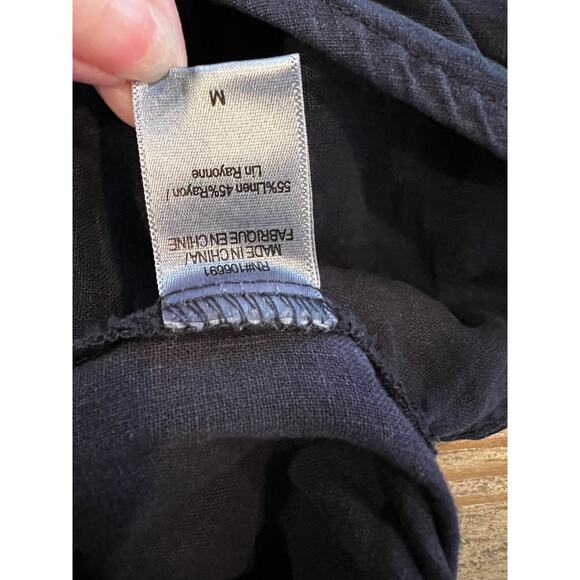 RN#106691
MADE IN CHINA/
FABRIQUE EN CHINE
55%Linen 45%Rayon/
Lin Rayonne
M